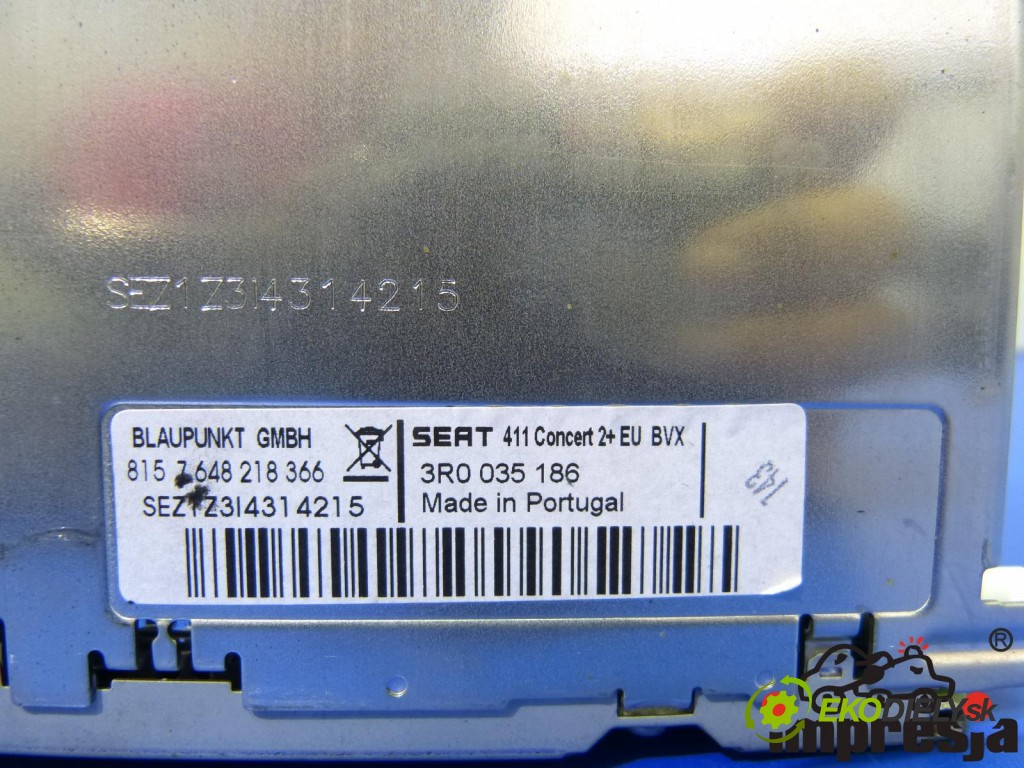 SEZ1Z3I4314215
BLAUPUNKT GMBH
815 7 648 218 366
SEZ1Z3I4314215
SEAT 411 Concert 2+ EU BVX
3R0 035 186
Made in Portugal
143
®
EKODIELY.sk
impresja